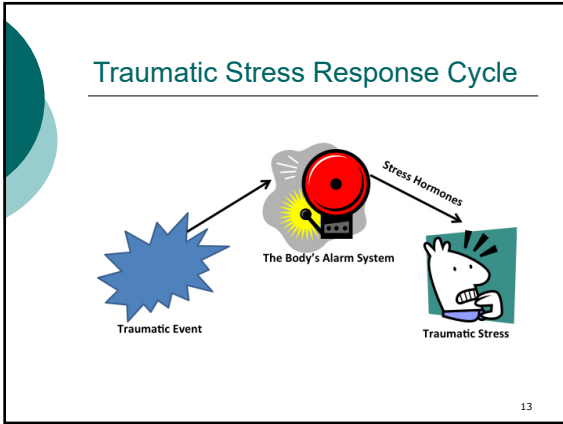 Traumatic Stress Response Cycle
Stress Hormones
The Body's Alarm System
Traumatic Event
Traumatic Stress
13